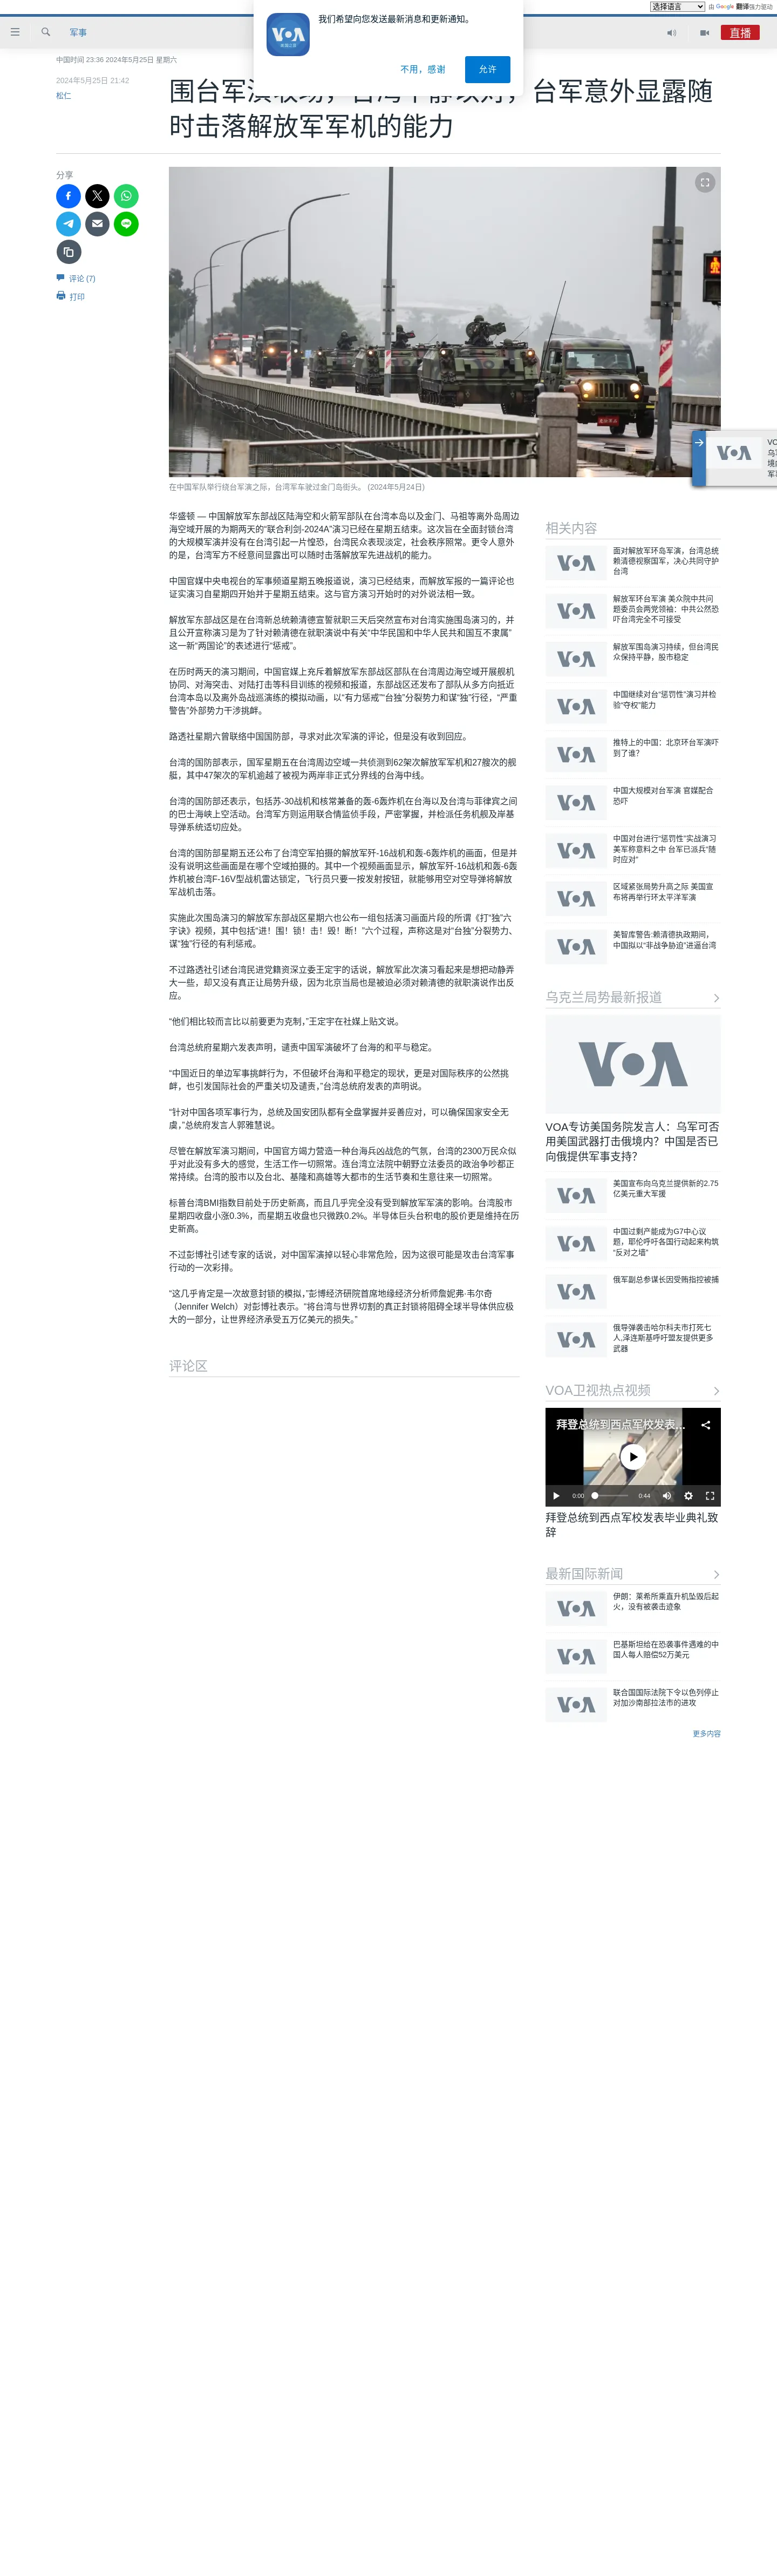 选择语言
由 Google 翻译强力驱动
我们希望向您发送最新消息和更新通知。
不用，感谢
允许
军事
直播
中国时间 23:36 2024年5月25日 星期六
2024年5月25日 21:42
松仁
台军意外显露随
时击落解放军军机的能力
分享
评论 (7)
打印
在中国军队举行绕台军演之际，台湾军车驶过金门岛街头。 (2024年5月24日)
华盛顿 — 中国解放军东部战区陆海空和火箭军部队在台湾本岛以及金门、马祖等离外岛周边
海空域开展的为期两天的“联合利剑-2024A”演习已经在星期五结束。这次旨在全面封锁台湾
的大规模军演并没有在台湾引起一片惶恐，台湾民众表现淡定，社会秩序照常。更令人意外
的是，台湾军方不经意间显露出可以随时击落解放军先进战机的能力。
中国官媒中央电视台的军事频道星期五晚报道说，演习已经结束，而解放军报的一篇评论也
证实演习自星期四开始并于星期五结束。这与官方演习开始时的对外说法相一致。
解放军东部战区是在台湾新总统赖清德宣誓就职三天后突然宣布对台湾实施围岛演习的，并
且公开宣称演习是为了针对赖清德在就职演说中有关“中华民国和中华人民共和国互不隶属”
这一新“两国论”的表述进行“惩戒”。
在历时两天的演习期间，中国官媒上充斥着解放军东部战区部队在台湾周边海空域开展舰机
协同、对海突击、对陆打击等科目训练的视频和报道，东部战区还发布了部队从多方向抵近
台湾本岛以及离外岛战巡演练的模拟动画，以“有力惩戒”“台独”分裂势力和谋“独”行径，“严重
警告”外部势力干涉挑衅。
路透社星期六曾联络中国国防部，寻求对此次军演的评论，但是没有收到回应。
台湾的国防部表示，国军星期五在台湾周边空域一共侦测到62架次解放军军机和27艘次的舰
艇，其中47架次的军机逾越了被视为两岸非正式分界线的台海中线。
台湾的国防部还表示，包括苏-30战机和核常兼备的轰-6轰炸机在台海以及台湾与菲律宾之间
的巴士海峡上空活动。台湾军方则运用联合情监侦手段，严密掌握，并检派任务机舰及岸基
导弹系统适切应处。
台湾的国防部星期五还公布了台湾空军拍摄的解放军歼-16战机和轰-6轰炸机的画面，但是并
没有说明这些画面是在哪个空域拍摄的。其中一个视频画面显示，解放军歼-16战机和轰-6轰
炸机被台湾F-16V型战机雷达锁定，飞行员只要一按发射按钮，就能够用空对空导弹将解放
军战机击落。
实施此次围岛演习的解放军东部战区星期六也公布一组包括演习画面片段的所谓《打“独”六
字诀》视频，其中包括“进！围！锁！击！毁！断！”六个过程，声称这是对“台独”分裂势力、
谋“独”行径的有利惩戒。
不过路透社引述台湾民进党籍资深立委王定宇的话说，解放军此次演习看起来是想把动静弄
大一些，却又没有真正让局势升级，因为北京当局也是被迫必须对赖清德的就职演说作出反
应。
“他们相比较而言比以前要更为克制，”王定宇在社媒上贴文说。
台湾总统府星期六发表声明，谴责中国军演破坏了台海的和平与稳定。
“中国近日的单边军事挑衅行为，不但破坏台海和平稳定的现状，更是对国际秩序的公然挑
衅，也引发国际社会的严重关切及谴责，”台湾总统府发表的声明说。
“针对中国各项军事行为，总统及国安团队都有全盘掌握并妥善应对，可以确保国家安全无
虞，”总统府发言人郭雅慧说。
尽管在解放军演习期间，中国官方竭力营造一种台海兵凶战危的气氛，台湾的2300万民众似
乎对此没有多大的感觉，生活工作一切照常。连台湾立法院中朝野立法委员的政治争吵都正
常持续。台湾的股市以及台北、基隆和高雄等大都市的生活节奏和生意往来一切照常。
标普台湾BMI指数目前处于历史新高，而且几乎完全没有受到解放军军演的影响。台湾股市
星期四收盘小涨0.3%，而星期五收盘也只微跌0.2%。半导体巨头台积电的股价更是维持在历
史新高。
不过彭博社引述专家的话说，对中国军演掉以轻心非常危险，因为这很可能是攻击台湾军事
行动的一次彩排。
“这几乎肯定是一次故意封锁的模拟，”彭博经济研院首席地缘经济分析师詹妮弗·韦尔奇
（Jennifer Welch）对彭博社表示。“将台湾与世界切割的真正封锁将阻碍全球半导体供应极
大的一部分，让世界经济承受五万亿美元的损失。”
评论区
相关内容
面对解放军环岛军演，台湾总统
赖清德视察国军，决心共同守护
台湾
解放军环台军演 美众院中共问
题委员会两党领袖：中共公然恐
吓台湾完全不可接受
解放军围岛演习持续，但台湾民
众保持平静，股市稳定
中国继续对台“惩罚性”演习并检
验“夺权”能力
推特上的中国：北京环台军演吓
到了谁？
中国大规模对台军演 官媒配合
恐吓
中国对台进行“惩罚性”实战演习
美军称意料之中 台军已派兵“随
时应对”
区域紧张局势升高之际 美国宣
布将再举行环太平洋军演
美智库警告:赖清德执政期间，
中国拟以“非战争胁迫”进逼台湾
乌克兰局势最新报道
VOA专访美国务院发言人：乌军可否
用美国武器打击俄境内？中国是否已
向俄提供军事支持？
美国宣布向乌克兰提供新的2.75
亿美元重大军援
中国过剩产能成为G7中心议
题，耶伦呼吁各国行动起来构筑
“反对之墙”
俄军副总参谋长因受贿指控被捕
俄导弹袭击哈尔科夫市打死七
人,泽连斯基呼吁盟友提供更多
武器
VOA卫视热点视频
拜登总统到西点军校发表...
0:00
0:44
拜登总统到西点军校发表毕业典礼致
辞
最新国际新闻
伊朗：莱希所乘直升机坠毁后起
火，没有被袭击迹象
巴基斯坦给在恐袭事件遇难的中
国人每人赔偿52万美元
联合国国际法院下令以色列停止
对加沙南部拉法市的进攻
更多内容